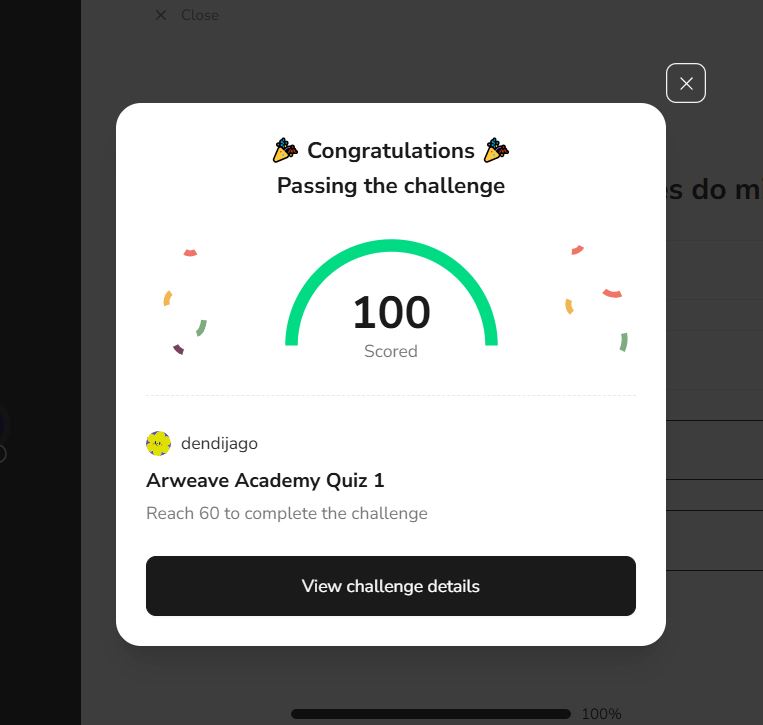 Close
Congratulations
Passing the challenge
es do m
100
Scored
dendijago
Arweave Academy Quiz 1
Reach 60 to complete the challenge
View challenge details
100%